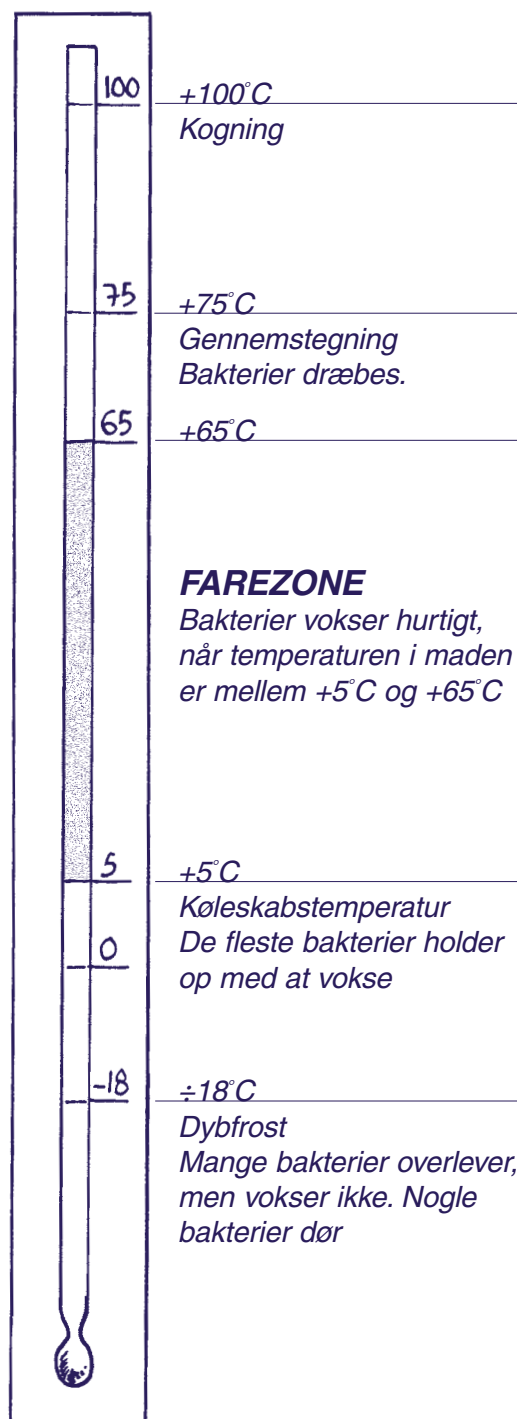 100
+100°C
Kogning
75
+75°C
Gennemstegning
Bakterier dræbes.
65
+65°C
FAREZONE
Bakterier vokser hurtigt,
når temperaturen i maden
er mellem +5°C og +65°C
5
+5°C
Køleskabstemperatur
De fleste bakterier holder
op med at vokse
0
-18
÷18°C
Dybfrost
Mange bakterier overlever,
men vokser ikke. Nogle
bakterier dør